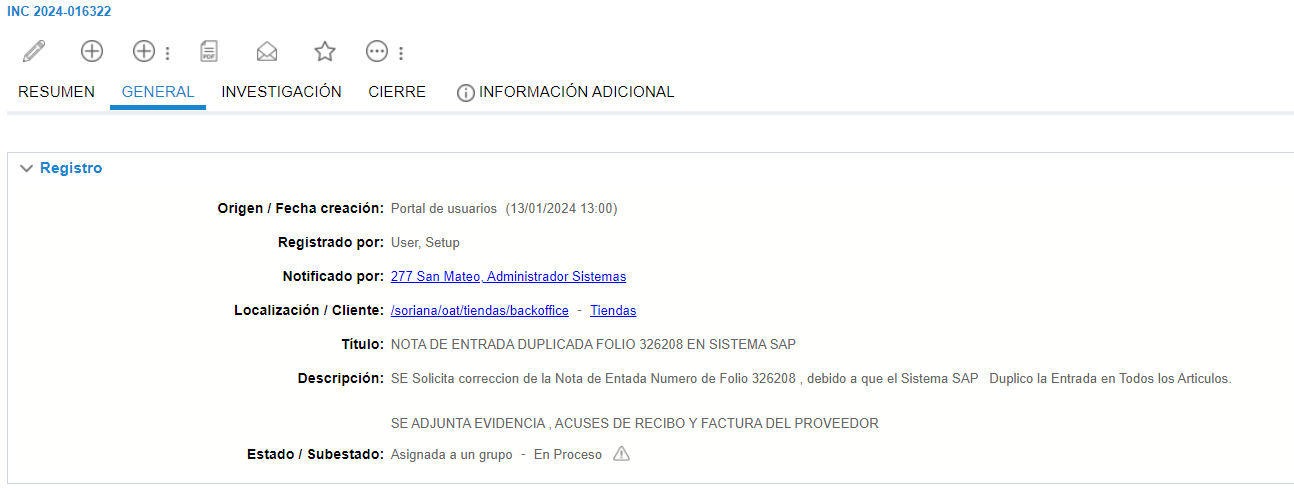 INC 2024-016322
PDF
RESUMEN GENERAL INVESTIGACIÓN CIERRE INFORMACIÓN ADICIONAL
Registro
Origen / Fecha creación: Portal de usuarios (13/01/2024 13:00)
Registrado por: User, Setup
Notificado por: 277 San Mateo, Administrador Sistemas
Localización / Cliente: /soriana/oat/tiendas/backoffice - Tiendas
Título: NOTA DE ENTRADA DUPLICADA FOLIO 326208 EN SISTEMA SAP
Descripción: SE Solicita correccion de la Nota de Entada Numero de Folio 326208 , debido a que el Sistema SAP Duplico la Entrada en Todos los Articulos.
SE ADJUNTA EVIDENCIA , ACUSES DE RECIBO Y FACTURA DEL PROVEEDOR
Estado / Subestado: Asignada a un grupo - En Proceso